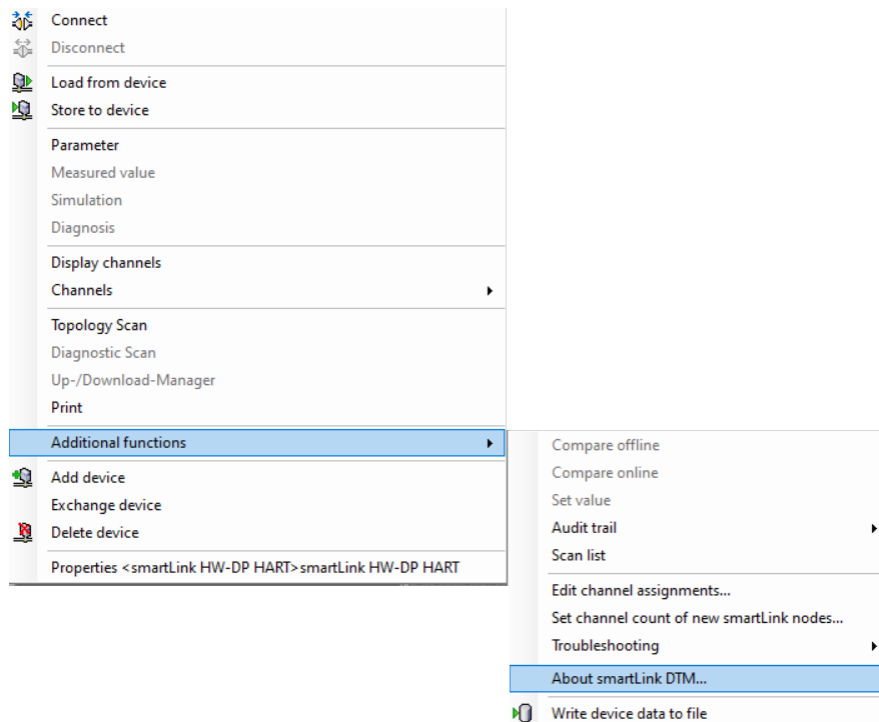 Connect
Disconnect
Load from device
Store to device
Parameter
Measured value
Simulation
Diagnosis
Display channels
Channels
Topology Scan
Diagnostic Scan
Up-/Download-Manager
Print
Additional functions
Add device
Exchange device
Delete device
Properties <smartLink HW-DP HART>smartLink HW-DP HART
Compare offline
Compare online
Set value
Audit trail
Scan list
Edit channel assignments...
Set channel count of new smartLink nodes...
Troubleshooting
About smartLink DTM...
Write device data to file